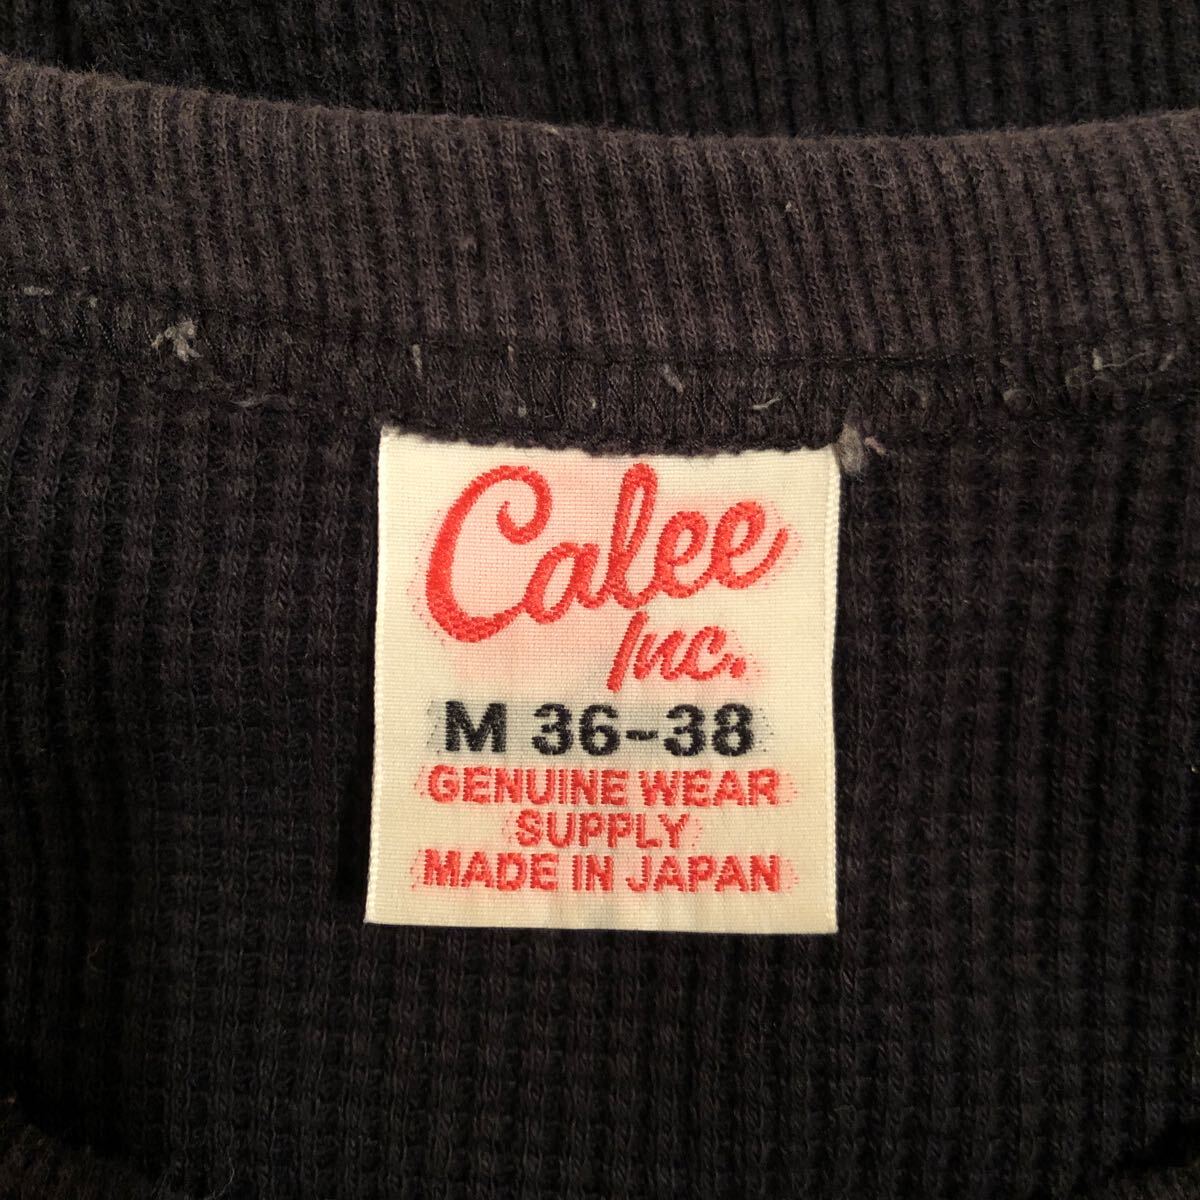 Calee
Inc.
M 36-38
GENUINE WEAR
SUPPLY
MADE IN JAPAN